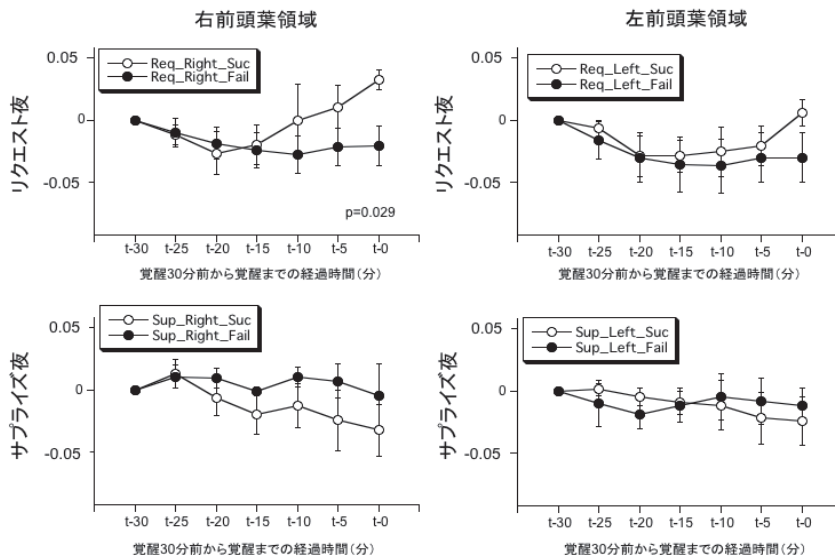 右前頭葉領域
左前頭葉領域
リクエスト夜
0.05
0
-0.05
Req_Right_Suc
Req_Right_Fail
p=0.029
t-30 t-25 t-20 t-15 t-10 t-5 t-0
覚醒30分前から覚醒までの経過時間(分)
リクエスト夜
0.05
0
-0.05
Req_Left_Suc
Req_Left_Fail
t-30 t-25 t-20 t-15 t-10 t-5 t-0
覚醒30分前から覚醒までの経過時間(分)
サプライズ夜
0.05
0
-0.05
Sup_Right_Suc
Sup_Right_Fail
t-30 t-25 t-20 t-15 t-10 t-5 t-0
覚醒30分前から覚醒までの経過時間(分)
サプライズ夜
0.05
0
-0.05
Sup_Left_Suc
Sup_Left_Fail
t-30 t-25 t-20 t-15 t-10 t-5 t-0
覚醒30分前から覚醒までの経過時間(分)